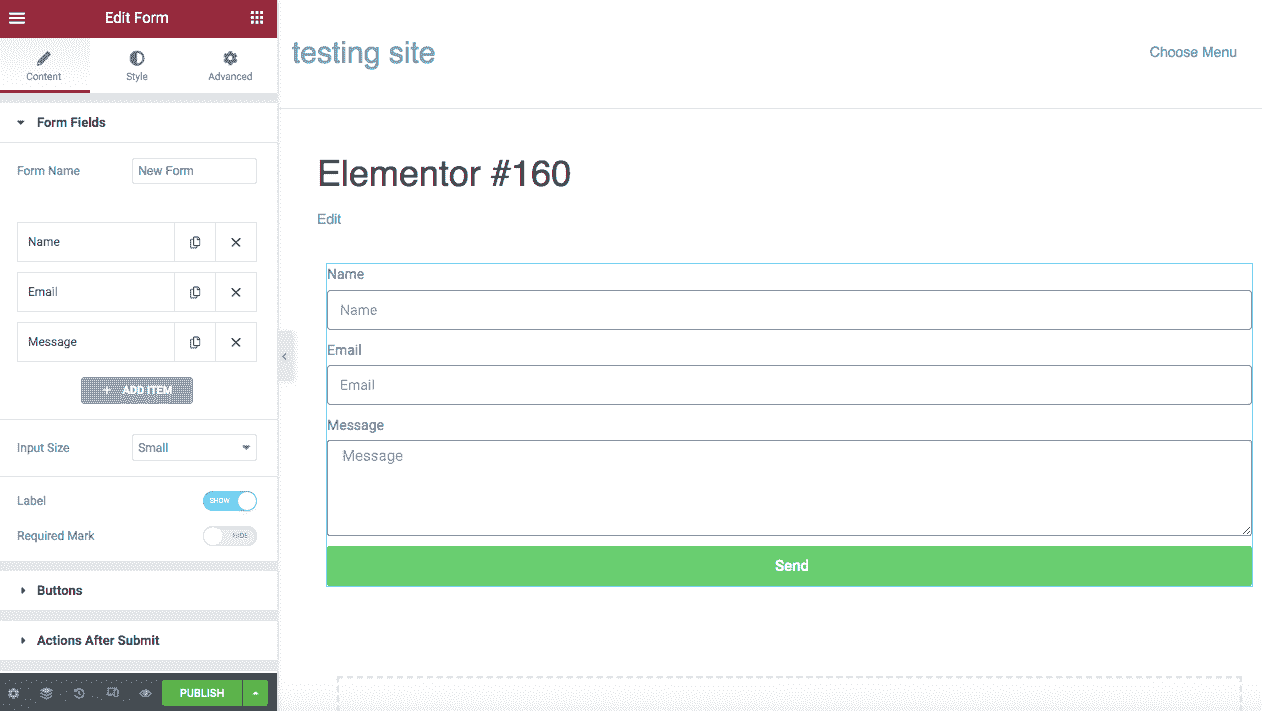 Edit Form
Content
Style
Advanced
Form Fields
Form Name
New Form
Name
Email
Message
+ ADD ITEM
Input Size
Small
Label
SHOW
Required Mark
HIDE
Buttons
Actions After Submit
PUBLISH
testing site
Choose Menu
Elementor #160
Edit
Name
Name
Email
Email
Message
Message
Send